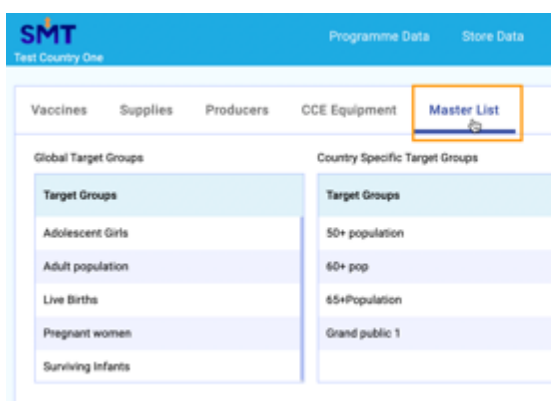 SMT
Programme Data Store Data
Test Country One
Vaccines Supplies Producers CCE Equipment Master List
Global Target Groups Country Specific Target Groups
Target Groups Target Groups
Adolescent Girls 50+ population
Adult population 60+ pop
Live Births 65+Population
Pregnant women Grand public 1
Surviving Infants